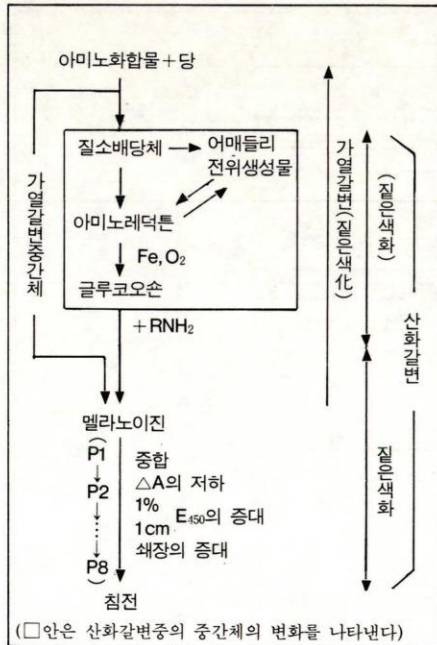 아미노화합물+당
질소배당체
어매들리
전위생성물
아미노레덕튼
Fe, O₂
글루코오숀
+RNH₂
가열갈변중간체
멜라노이진
(P1
P2
P8)
중합
△A의 저하
1%
E₄₅₀의 증대
1cm
쇄장의 증대
침전
가열갈변(짙은색化)
(짙은색화)
짙은색화
산화갈변
(□안은 산화갈변중의 중간체의 변화를 나타낸다)